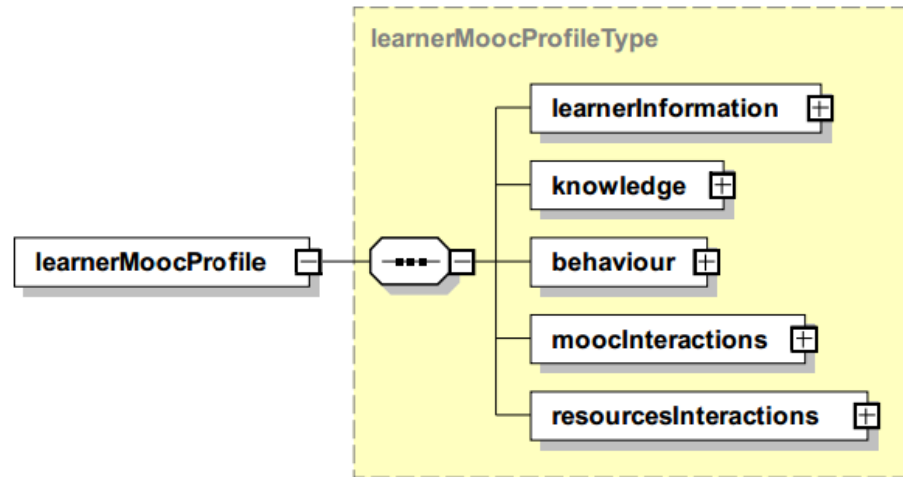 learnerMoocProfileType
learnerInformation
knowledge
learnerMoocProfile
behaviour
moocInteractions
resourcesInteractions